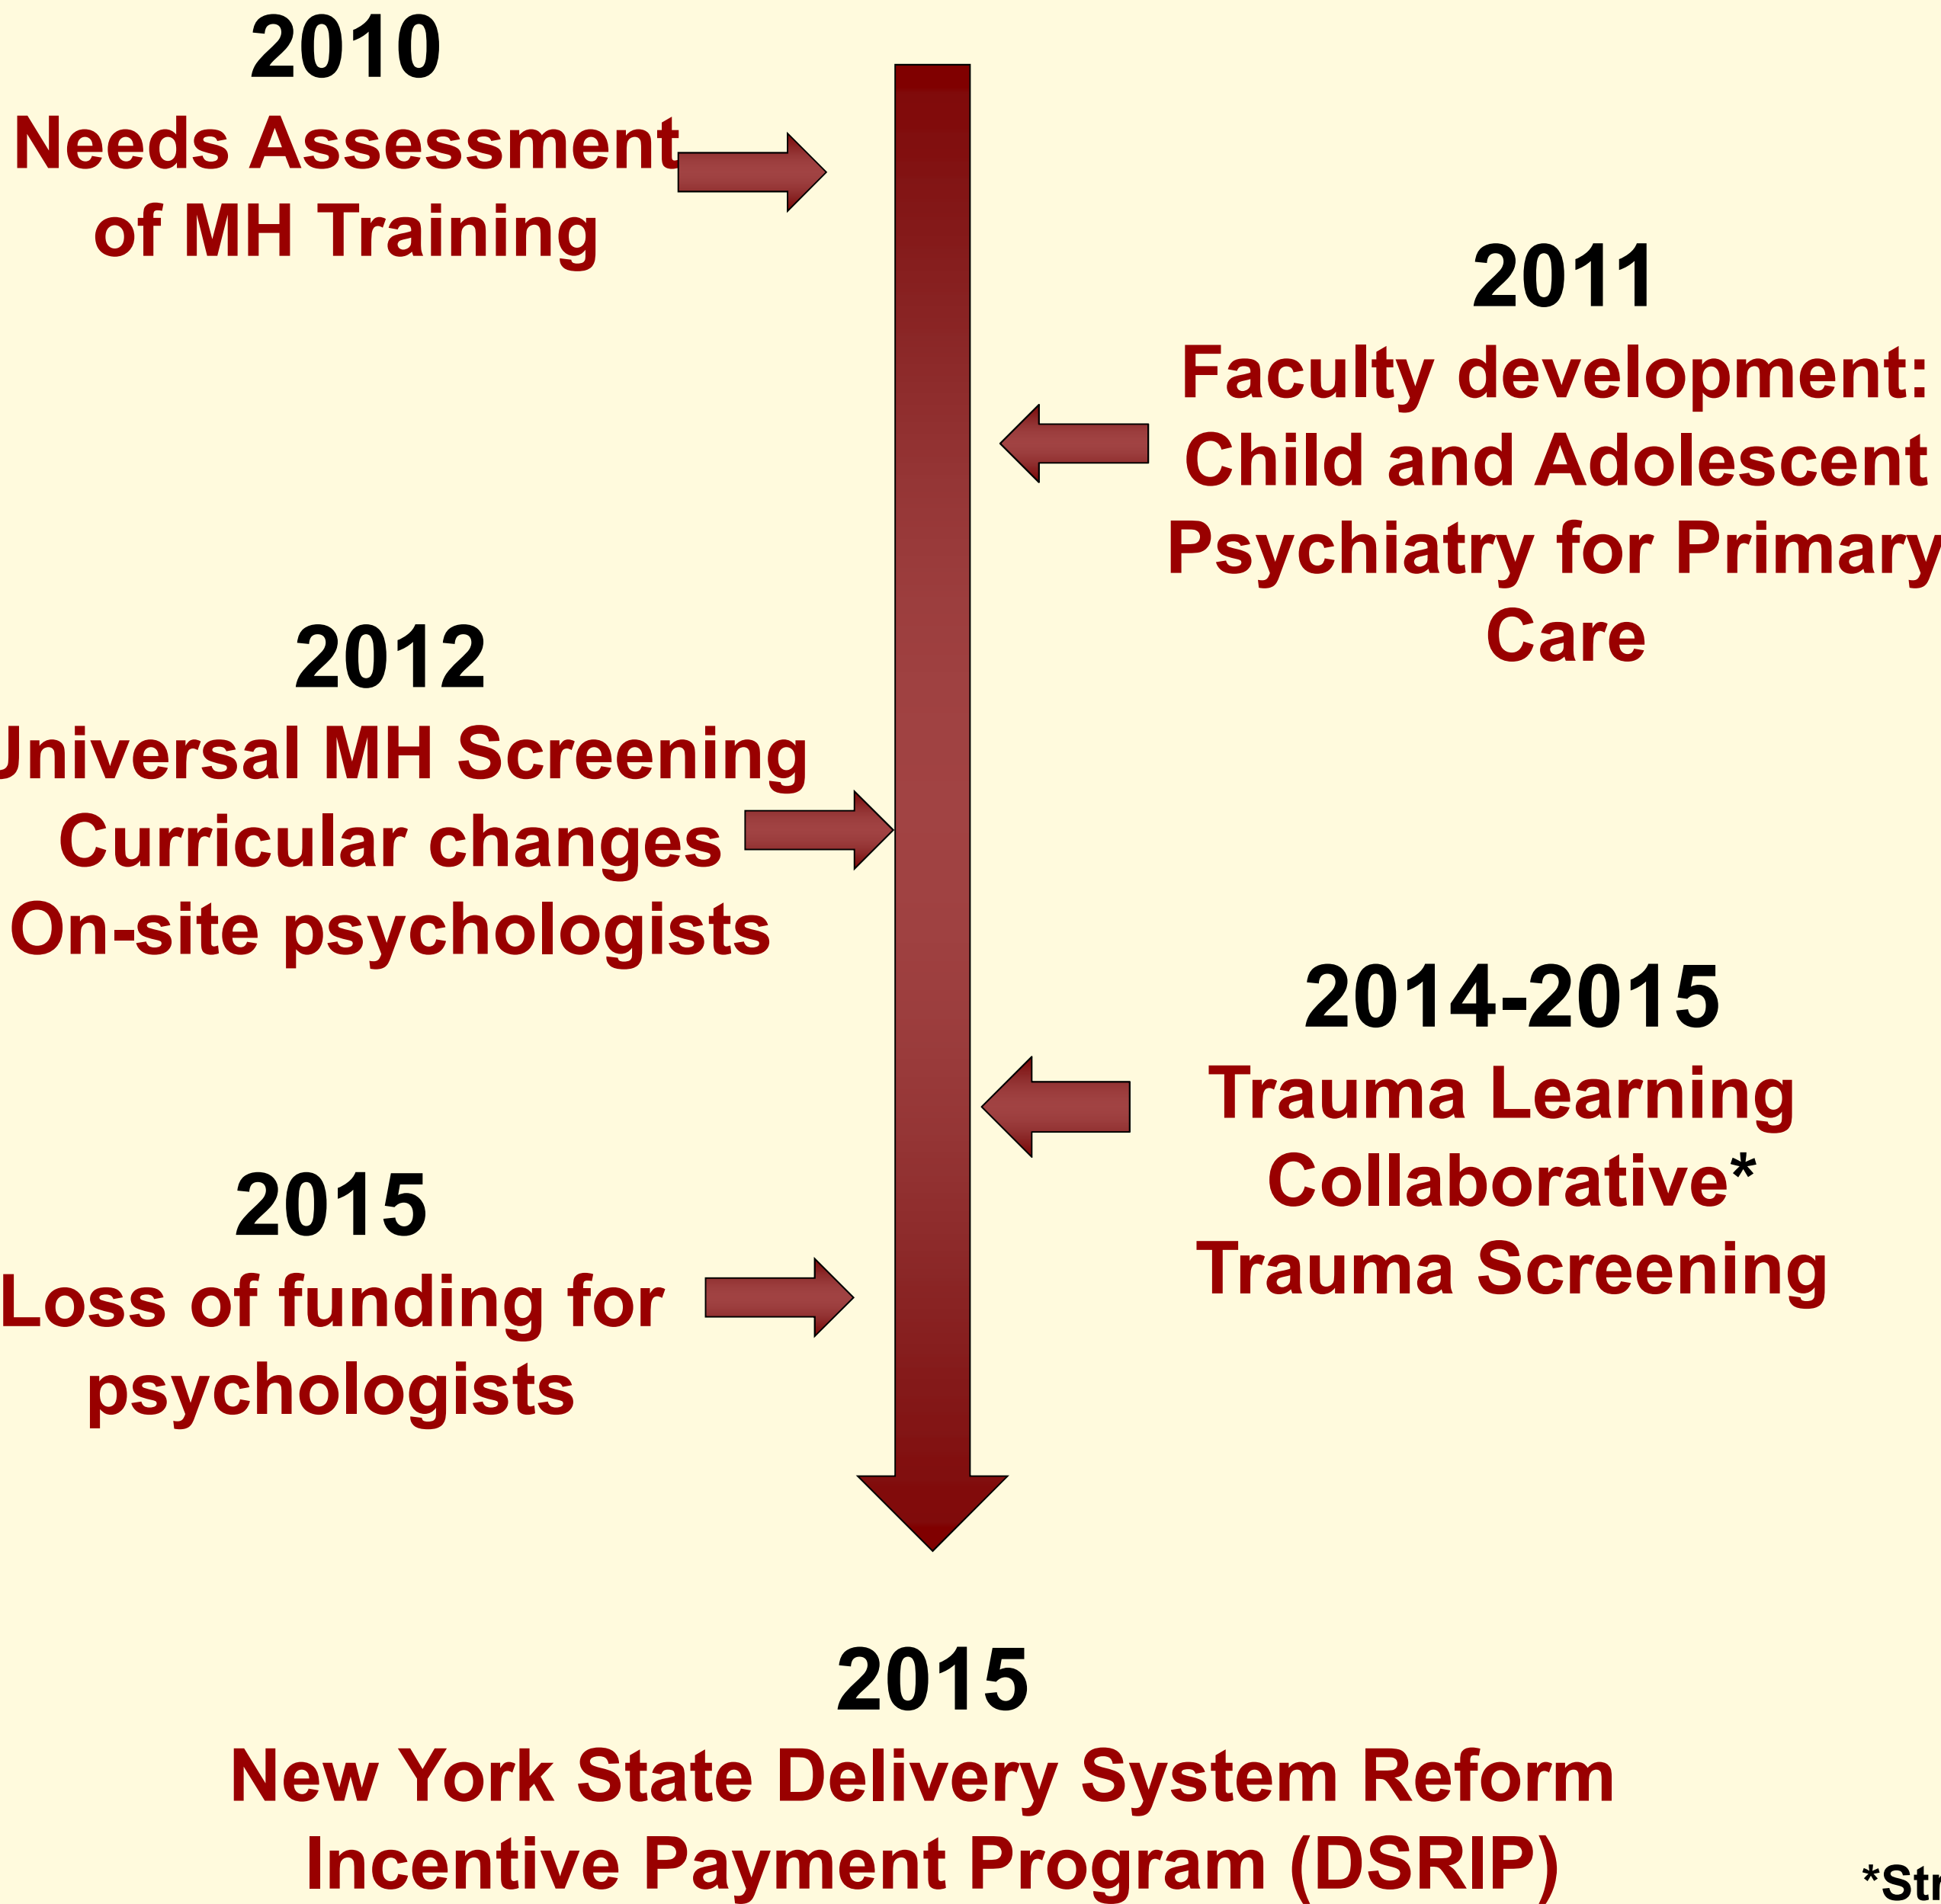 2010
Needs Assessment
of MH Training
2011
Faculty development:
Child and Adolescent
Psychiatry for Primary
Care
2012
Universal MH Screening
Curricular changes
On-site psychologists
2014-2015
Trauma Learning
Collaborative*
Trauma Screening
2015
Loss of funding for
psychologists
2015
New York State Delivery System Reform
Incentive Payment Program (DSRIP)